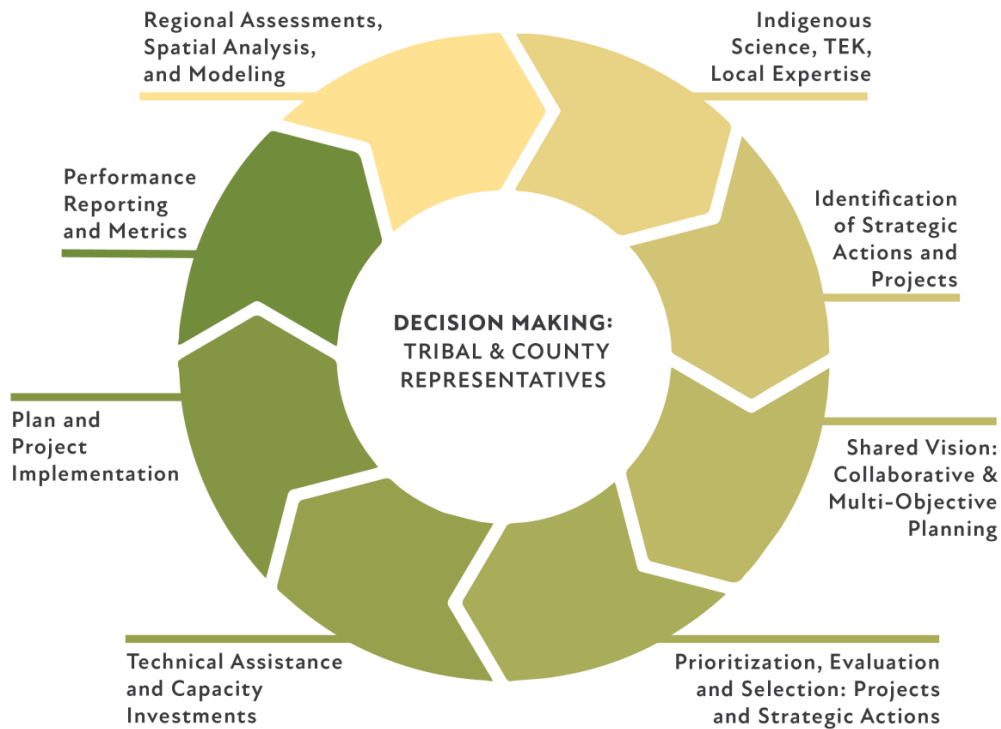 Regional Assessments,
Spatial Analysis,
and Modeling
Indigenous
Science, TEK,
Local Expertise
Identification
of Strategic
Actions and
Projects
Shared Vision:
Collaborative &
Multi-Objective
Planning
Prioritization, Evaluation
and Selection: Projects
and Strategic Actions
Technical Assistance
and Capacity
Investments
Plan and
Project
Implementation
Performance
Reporting
and Metrics
DECISION MAKING:
TRIBAL & COUNTY
REPRESENTATIVES